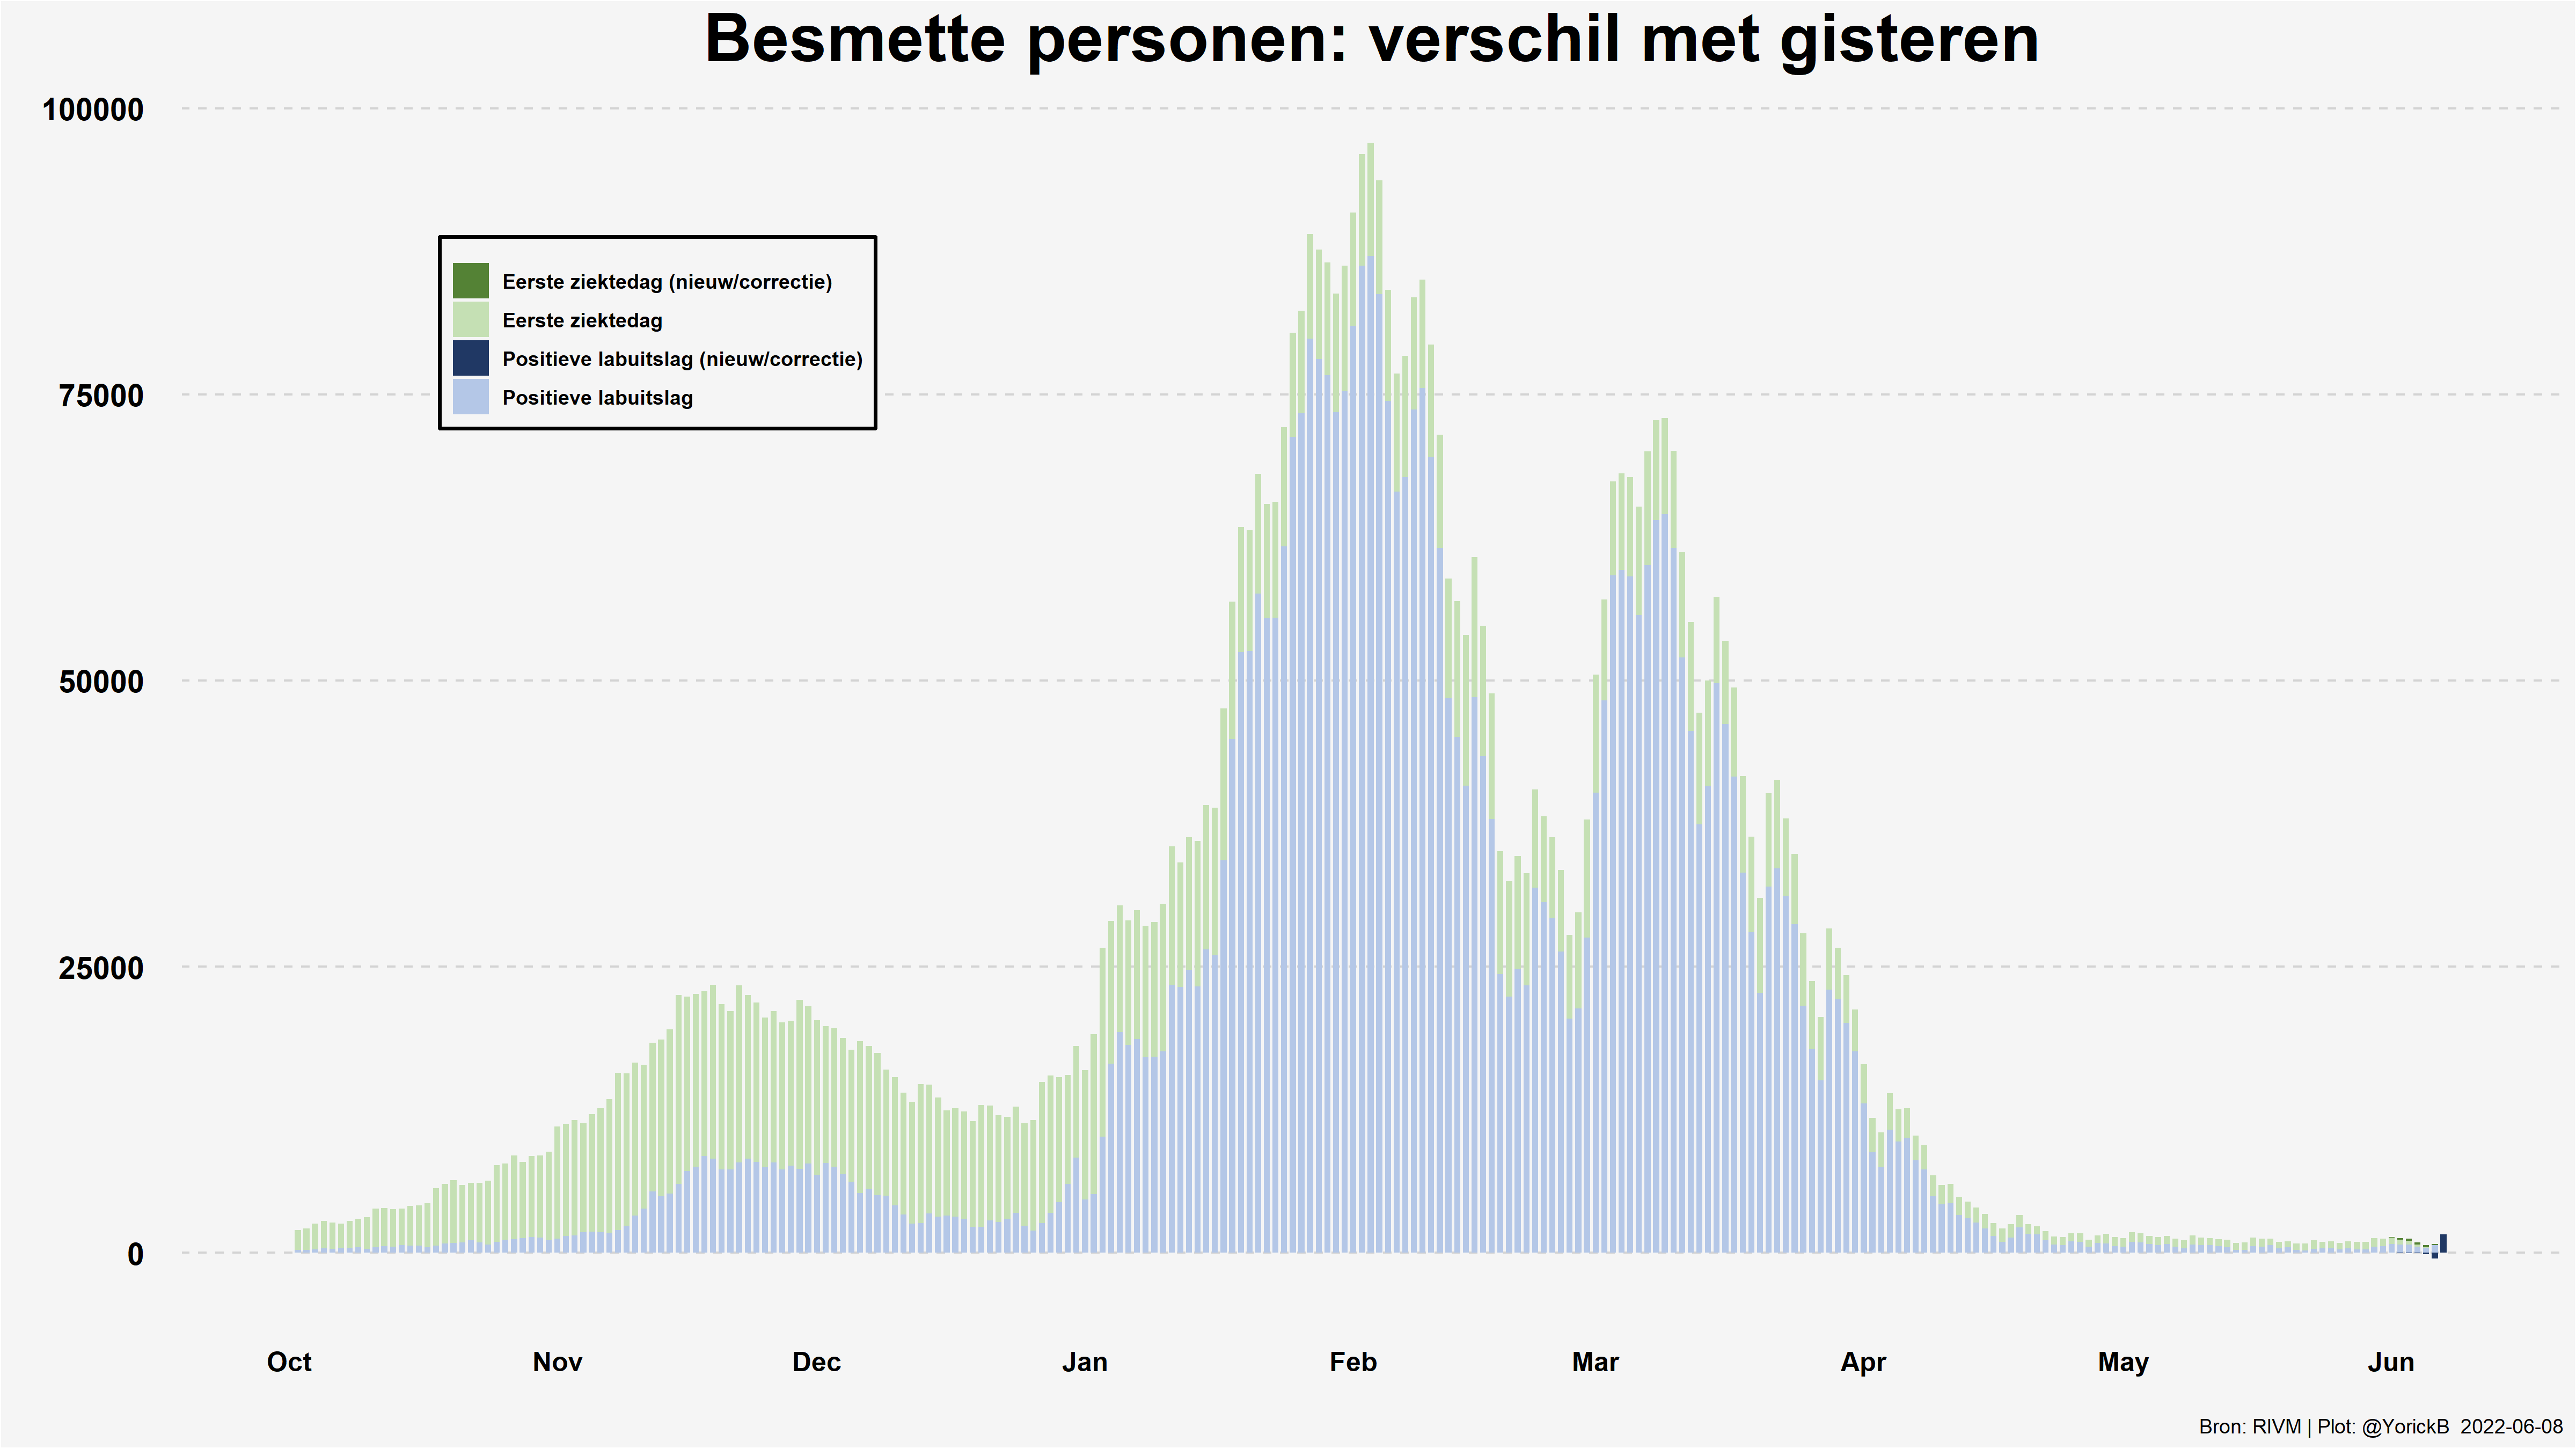 Besmette personen: verschil met gisteren
100000
75000
50000
25000
0
Eerste ziektedag (nieuw/correctie)
Eerste ziektedag
Positieve labuitslag (nieuw/correctie)
Positieve labuitslag
Oct Nov Dec Jan Feb Mar Apr May Jun
Bron: RIVM | Plot: @YorickB 2022-06-08